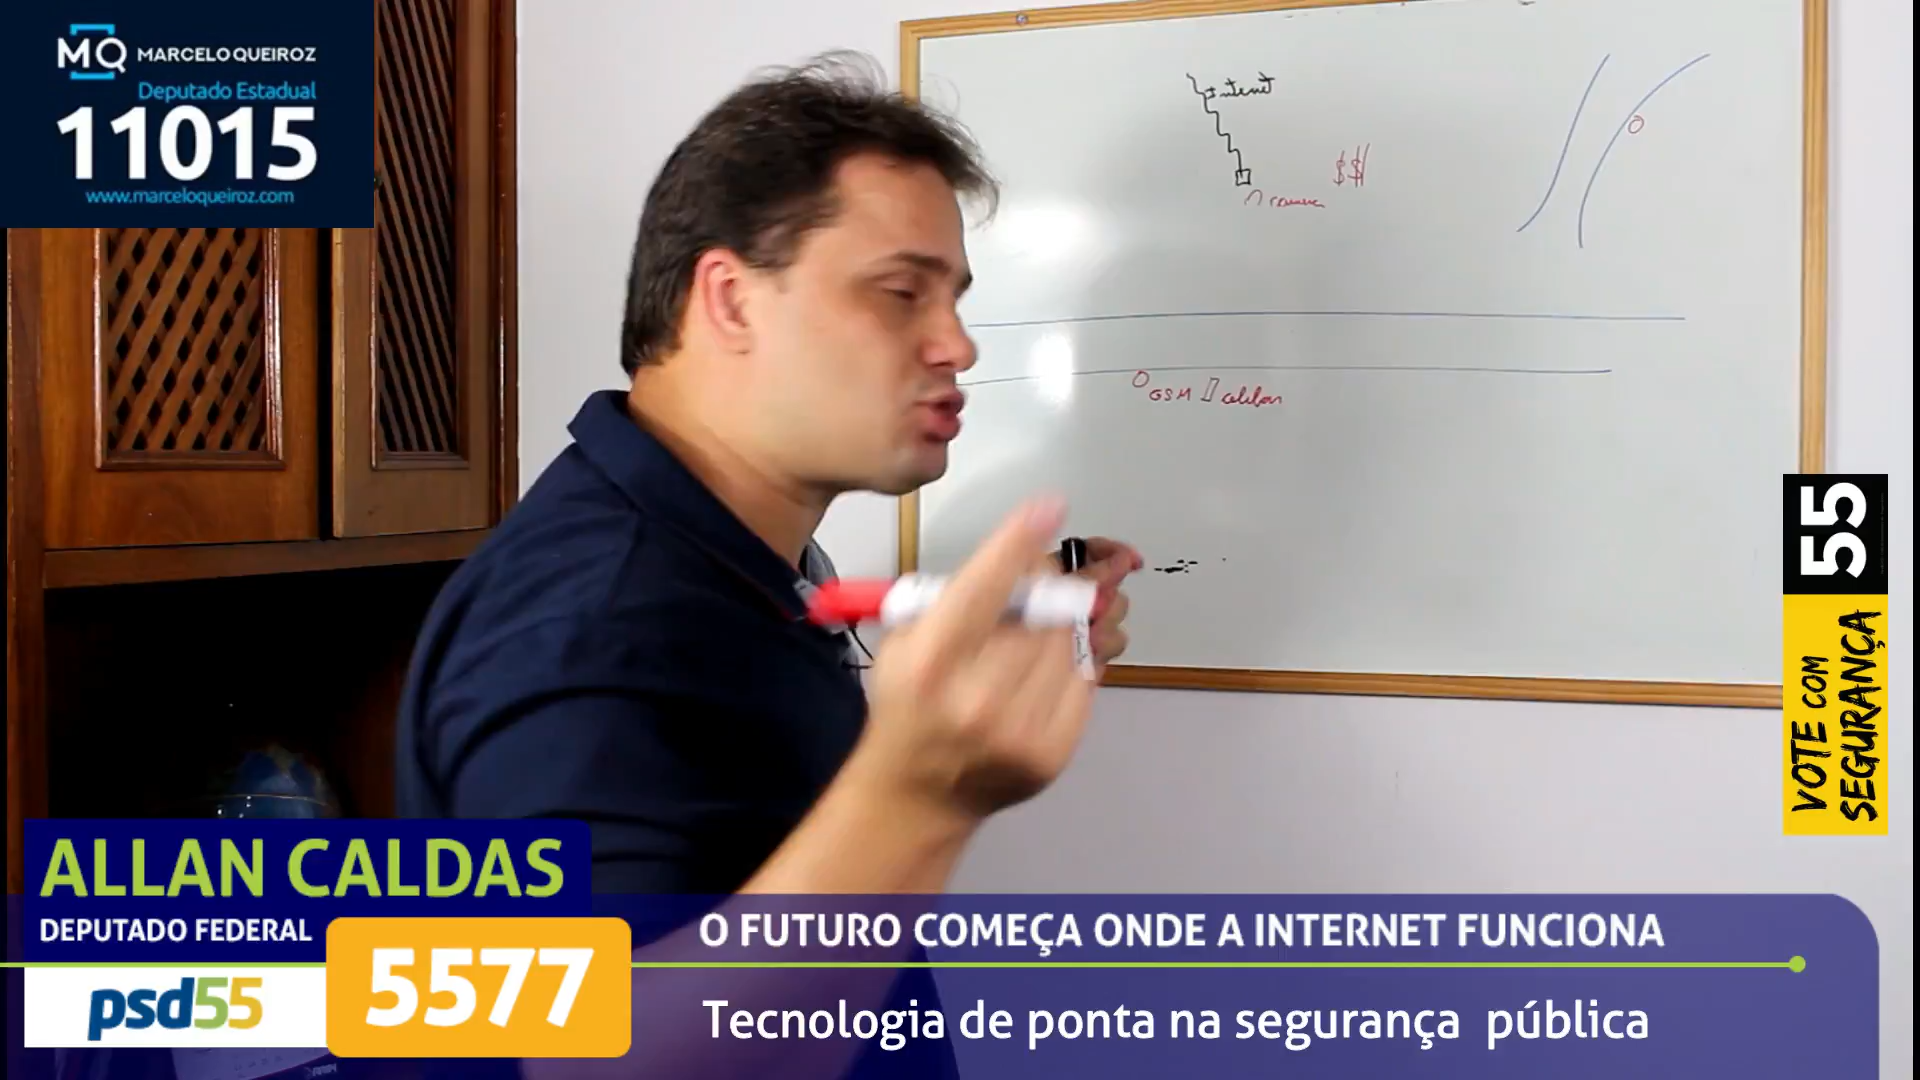 MQ MARCELO QUEIROZ
Deputado Estadual
11015
www.marceloqueiroz.com
Internet
$$
GSM
55
VOTE COM
SEGURANÇA
ALLAN CALDAS
DEPUTADO FEDERAL
5577
psd55
O FUTURO COMEÇA ONDE A INTERNET FUNCIONA
Tecnologia de ponta na segurança pública